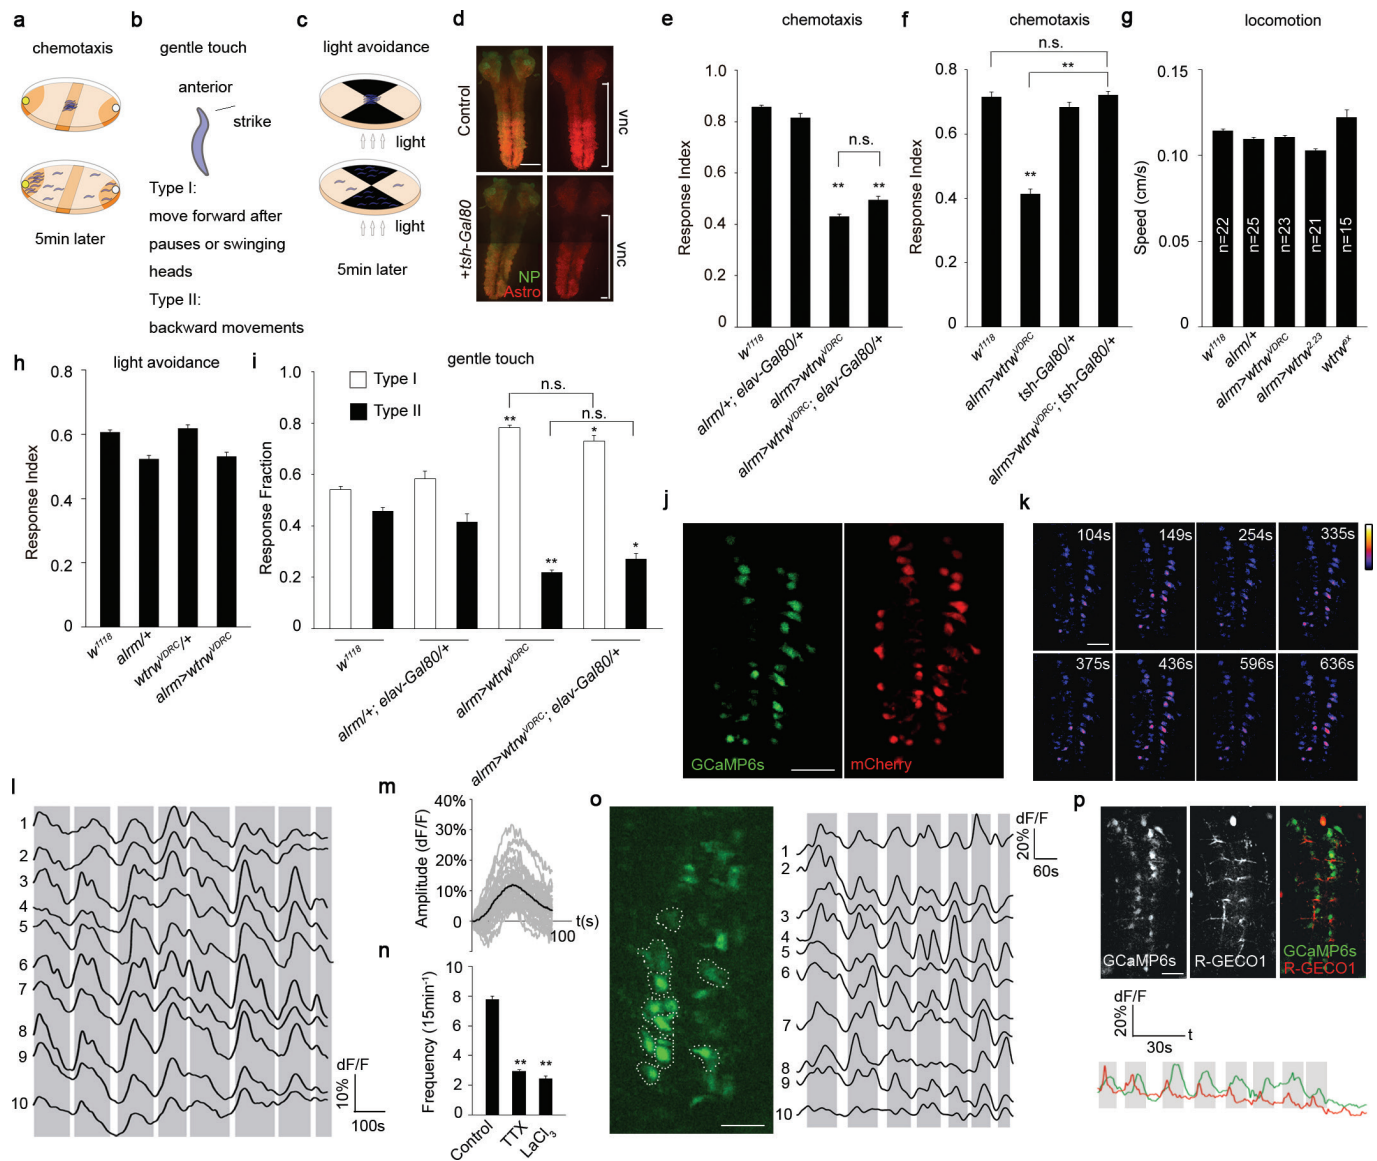 a
chemotaxis
5min later
b
gentle touch
anterior
strike
Type I:
move forward after
pauses or swinging
heads
Type II:
backward movements
c
light avoidance
light
light
5min later
d
Control
+tsh-Gal80
vnc
vnc
NP
Astro
e
chemotaxis
Response Index
1.0
0.8
0.6
0.4
0.2
0
**
**
n.s.
w1118
alrm/+; elav-Gal80/+
alrm>wtrwVDRC
alrm>wtrwVDRC; elav-Gal80/+
f
chemotaxis
n.s.
**
**
Response Index
0.8
0.6
0.4
0.2
0
w1118
alrm>wtrwVDRC
tsh-Gal80/+
alrm>wtrwVDRC; tsh-Gal80/+
g
locomotion
Speed (cm/s)
0.15
0.10
0.05
0
n=22
n=25
n=23
n=21
n=15
w1118
alrm/+
alrm>wtrwVDRC
alrm>wtrw2.23
wtrwex
h
light avoidance
Response Index
0.8
0.6
0.4
0.2
0
w1118
alrm/+
wtrwVDRC/+
alrm>wtrwVDRC
i
gentle touch
Response Fraction
1.0
0.8
0.6
0.4
0.2
0
Type I
Type II
n.s.
n.s.
**
*
**
*
w1118
alrm/+; elav-Gal80/+
alrm>wtrwVDRC
alrm>wtrwVDRC; elav-Gal80/+
j
GCaMP6s
mCherry
k
104s 149s 254s 335s
375s 436s 596s 636s
l
1
2
3
4
5
6
7
8
9
10
dF/F
10%
100s
m
Amplitude (dF/F)
40%
30%
20%
10%
0
t(s)
100
n
Frequency (15min-1)
10
8
6
4
2
0
**
**
Control
TTX
LaCl3
o
1
2
3
4
5
6
7
8
9
10
dF/F
20%
60s
p
GCaMP6s
R-GECO1
GCaMP6s
R-GECO1
dF/F
20%
30s
t